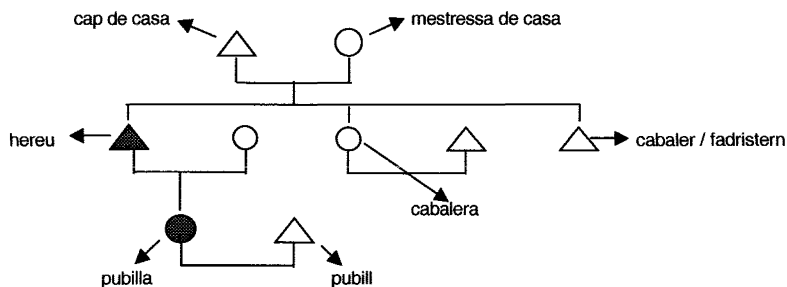 cap de casa
mestressa de casa
hereu
cabaler / fadristern
cabalera
pubilla
pubill